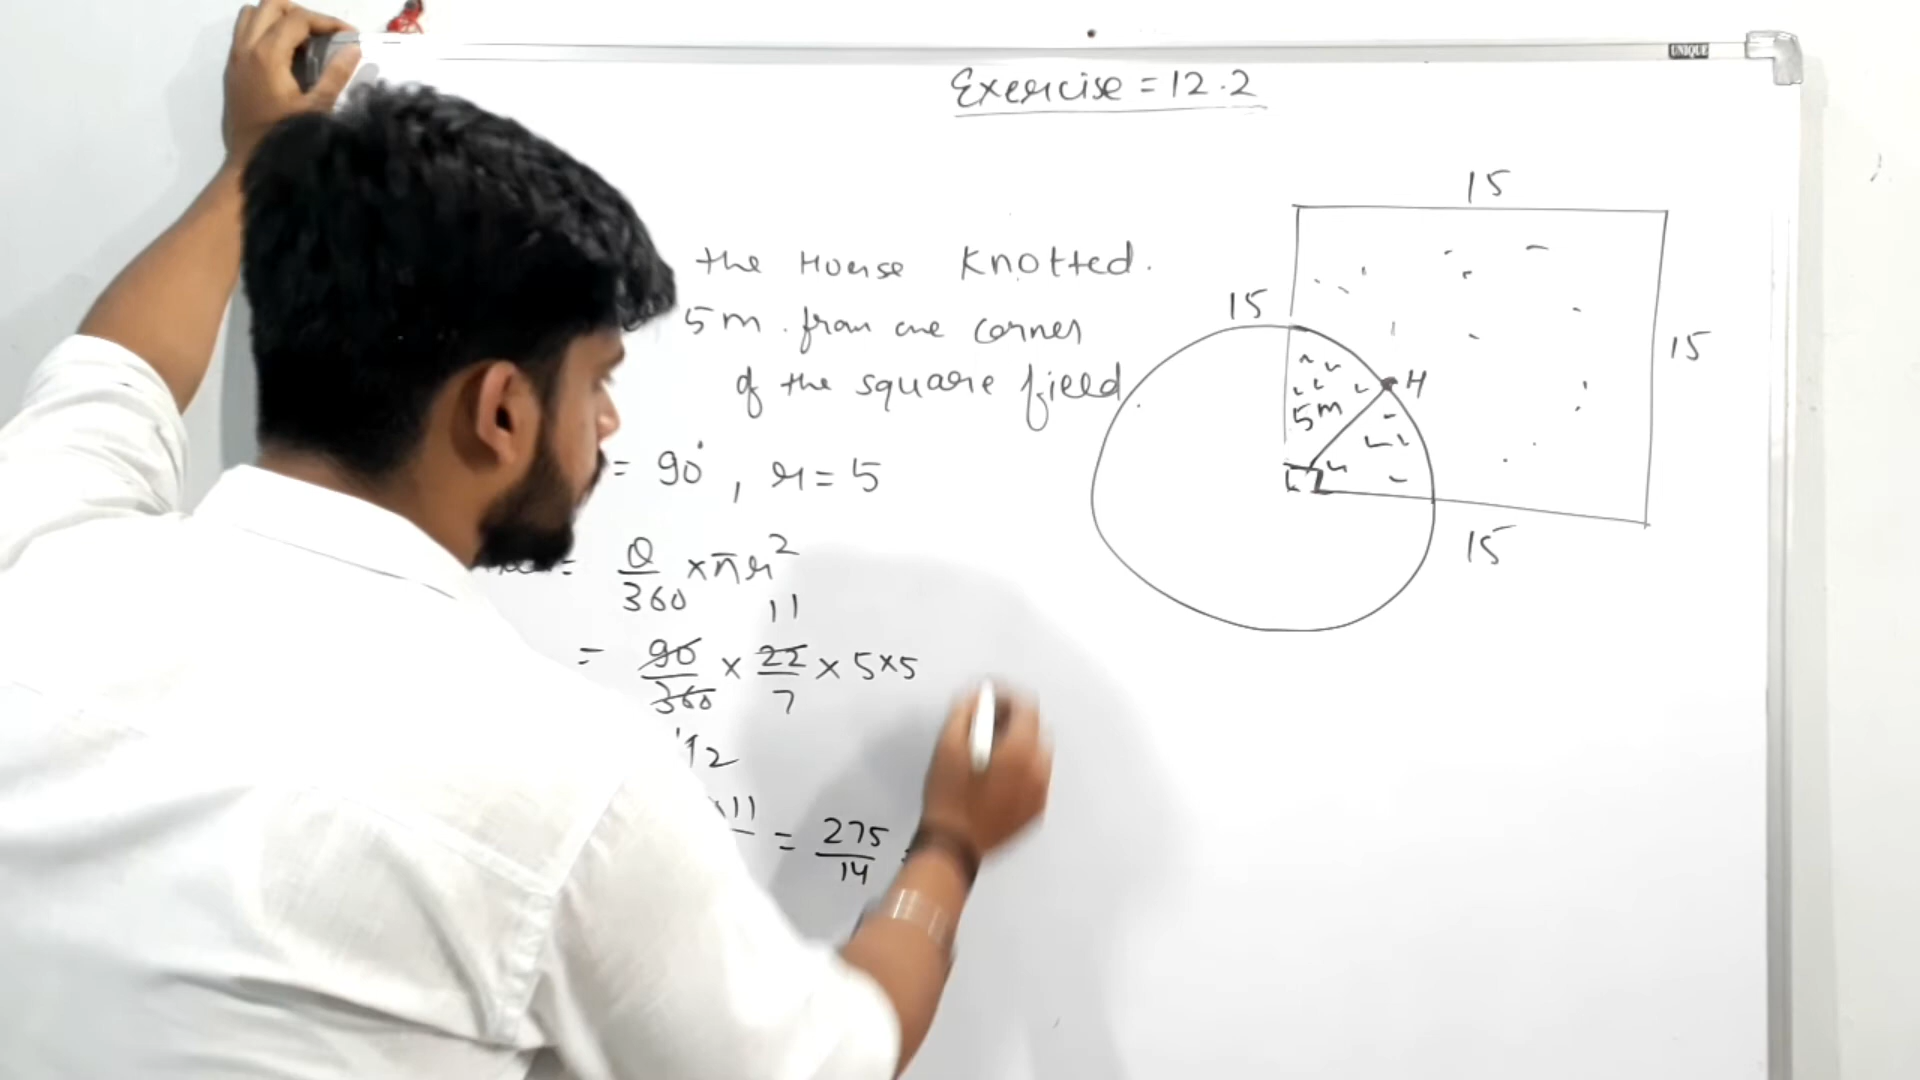 UNIQUE
Exercise = 12.2
the Horse Knotted.
5m. from one corner
of the square field.
= 90°, r = 5
= θ/360 × πr²
11
= 90/360 × 22/7 × 5×5
2
×11 = 275/14 =
15
15
15
15
5m
H